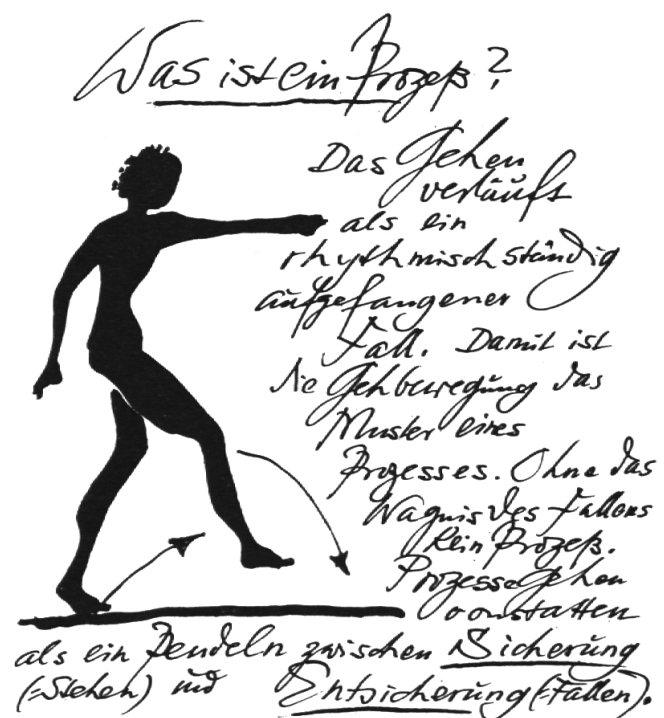 Was ist ein Prozeß?
Das Gehen
verläuft
als ein
rhythmisch ständig
aufgefangener
Fall. Damit ist
die Gehbewegung das
Muster eines
Prozesses. Ohne das
Wagnis des Fallens
kein Prozeß.
Prozesse gehen
vonstatten
als ein Pendeln zwischen Sicherung
(=Stehen) und Entsicherung (=Fallen).